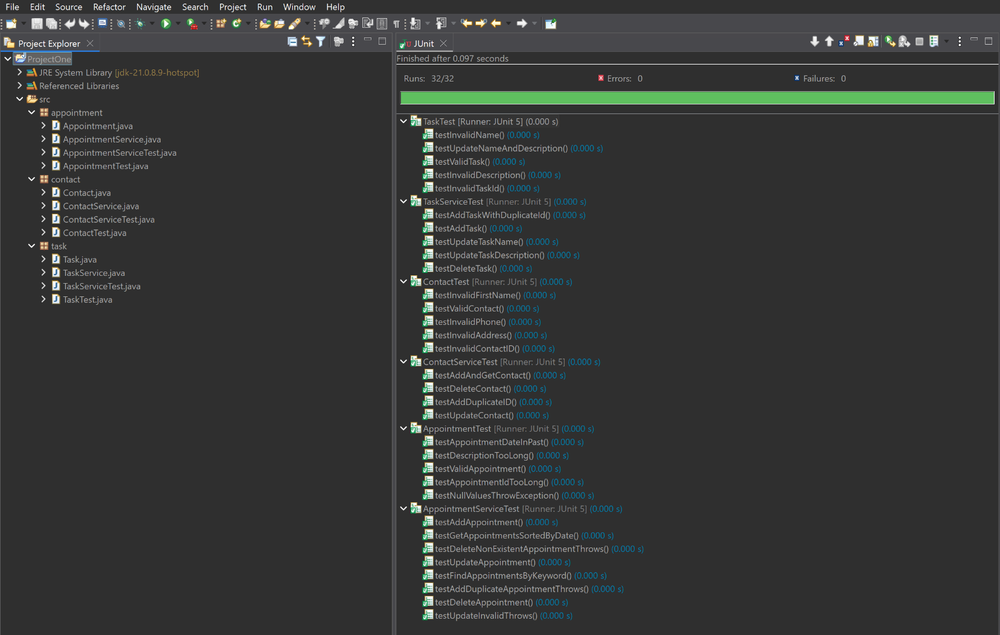 File Edit Source Refactor Navigate Search Project Run Window Help
Project Explorer
ProjectOne
JRE System Library [jdk-21.0.8.9-hotspot]
Referenced Libraries
src
appointment
Appointment.java
AppointmentService.java
AppointmentServiceTest.java
AppointmentTest.java
contact
Contact.java
ContactService.java
ContactServiceTest.java
ContactTest.java
task
Task.java
TaskService.java
TaskServiceTest.java
TaskTest.java
JUnit
Finished after 0.097 seconds
Runs: 32/32 Errors: 0 Failures: 0
TaskTest [Runner: JUnit 5] (0.000 s)
testInvalidName() (0.000 s)
testUpdateNameAndDescription() (0.000 s)
testValidTask() (0.000 s)
testInvalidDescription() (0.000 s)
testInvalidTaskId() (0.000 s)
TaskServiceTest [Runner: JUnit 5] (0.000 s)
testAddTaskWithDuplicateId() (0.000 s)
testAddTask() (0.000 s)
testUpdateTaskName() (0.000 s)
testUpdateTaskDescription() (0.000 s)
testDeleteTask() (0.000 s)
ContactTest [Runner: JUnit 5] (0.000 s)
testInvalidFirstName() (0.000 s)
testValidContact() (0.000 s)
testInvalidPhone() (0.000 s)
testInvalidAddress() (0.000 s)
testInvalidContactID() (0.000 s)
ContactServiceTest [Runner: JUnit 5] (0.000 s)
testAddAndGetContact() (0.000 s)
testDeleteContact() (0.000 s)
testAddDuplicateID() (0.000 s)
testUpdateContact() (0.000 s)
AppointmentTest [Runner: JUnit 5] (0.000 s)
testAppointmentDateInPast() (0.000 s)
testDescriptionTooLong() (0.000 s)
testValidAppointment() (0.000 s)
testAppointmentIdTooLong() (0.000 s)
testNullValuesThrowException() (0.000 s)
AppointmentServiceTest [Runner: JUnit 5] (0.000 s)
testAddAppointment() (0.000 s)
testGetAppointmentsSortedByDate() (0.000 s)
testDeleteNonExistentAppointmentThrows() (0.000 s)
testUpdateAppointment() (0.000 s)
testFindAppointmentsByKeyword() (0.000 s)
testAddDuplicateAppointmentThrows() (0.000 s)
testDeleteAppointment() (0.000 s)
testUpdateInvalidThrows() (0.000 s)